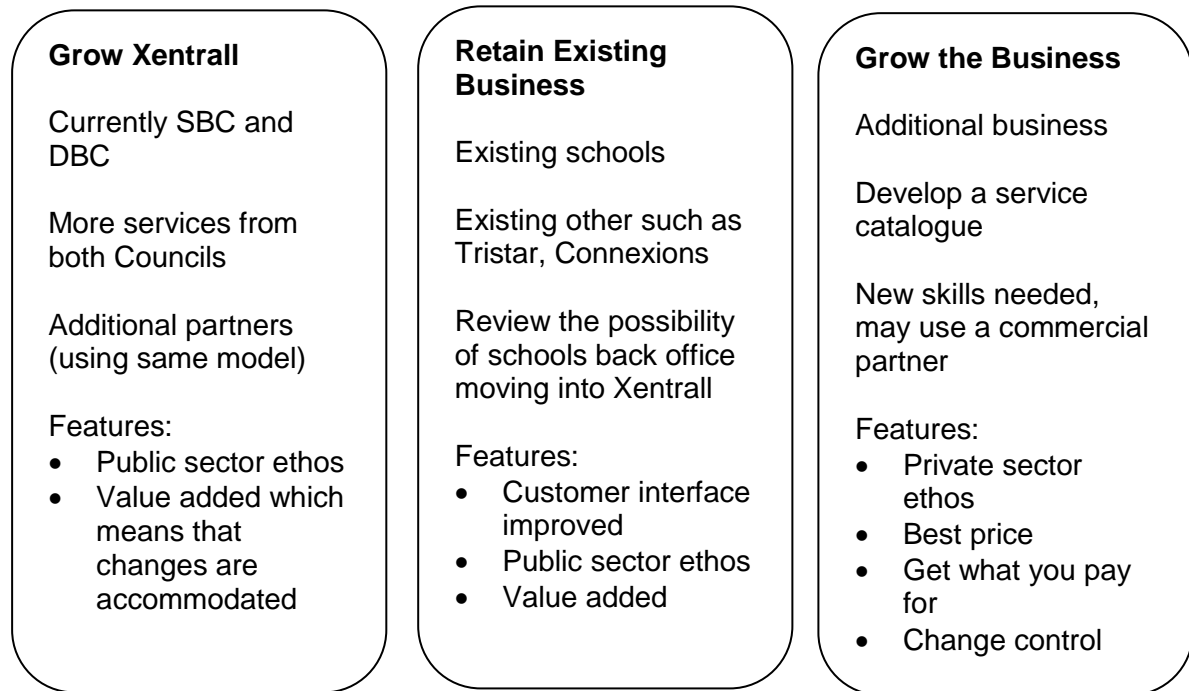 Grow Xentrall
Currently SBC and
DBC
More services from
both Councils
Additional partners
(using same model)
Features:
• Public sector ethos
• Value added which
means that
changes are
accommodated
Retain Existing
Business
Existing schools
Existing other such as
Tristar, Connexions
Review the possibility
of schools back office
moving into Xentrall
Features:
• Customer interface
improved
• Public sector ethos
• Value added
Grow the Business
Additional business
Develop a service
catalogue
New skills needed,
may use a commercial
partner
Features:
• Private sector
ethos
• Best price
• Get what you pay
for
• Change control